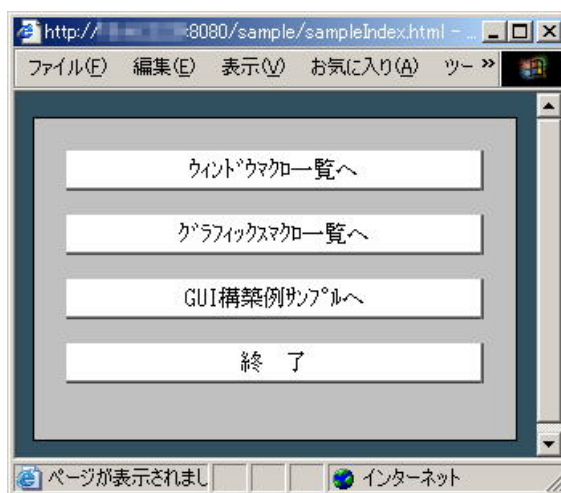 http:// :8080/sample/sampleIndex.html - ...
ファイル(F) 編集(E) 表示(V) お気に入り(A) ツー »
ｳｨﾝﾄﾞｳﾏｸﾛ一覧へ
ｸﾞﾗﾌｨｯｸｽﾏｸﾛ一覧へ
GUI構築例ｻﾝﾌﾟﾙへ
終 了
ページが表示されまし インターネット